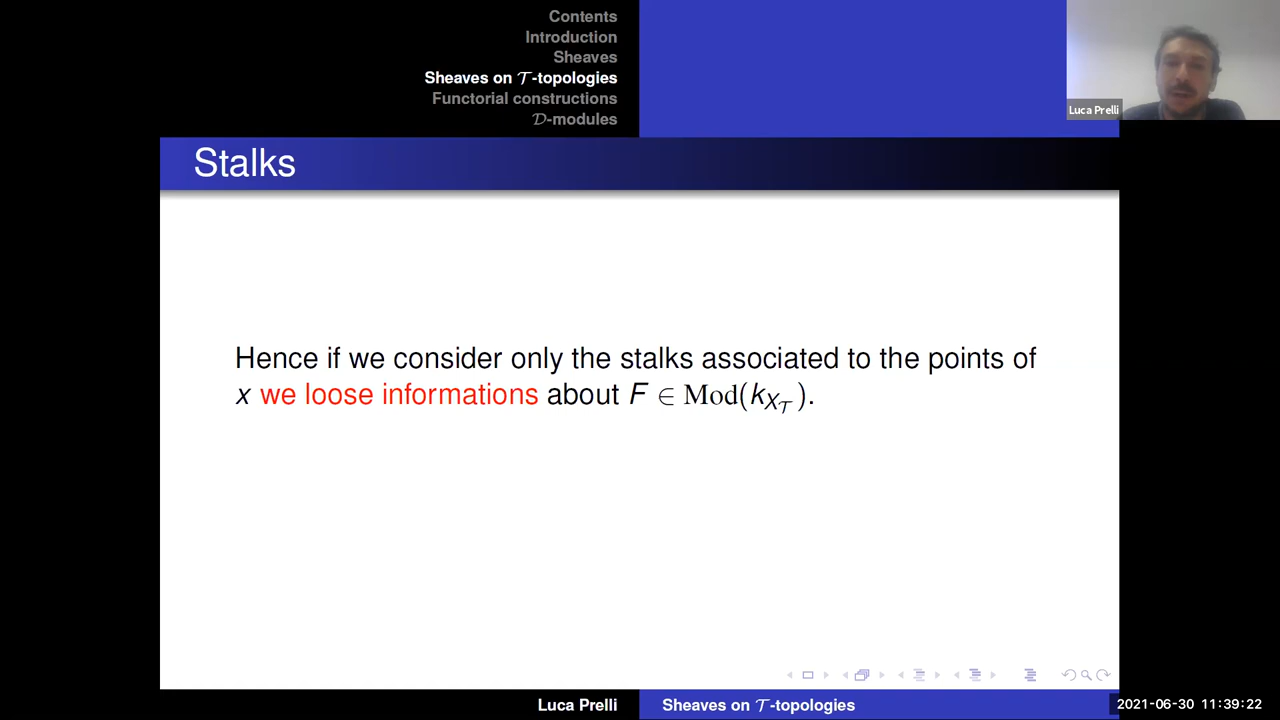 Contents
Introduction
Sheaves
Sheaves on 𝒯-topologies
Functorial constructions
𝒟-modules
Luca Prelli
Stalks
Hence if we consider only the stalks associated to the points of
x we loose informations about F ∈ Mod(k_{X_𝒯}).
Luca Prelli
Sheaves on 𝒯-topologies
2021-06-30 11:39:22